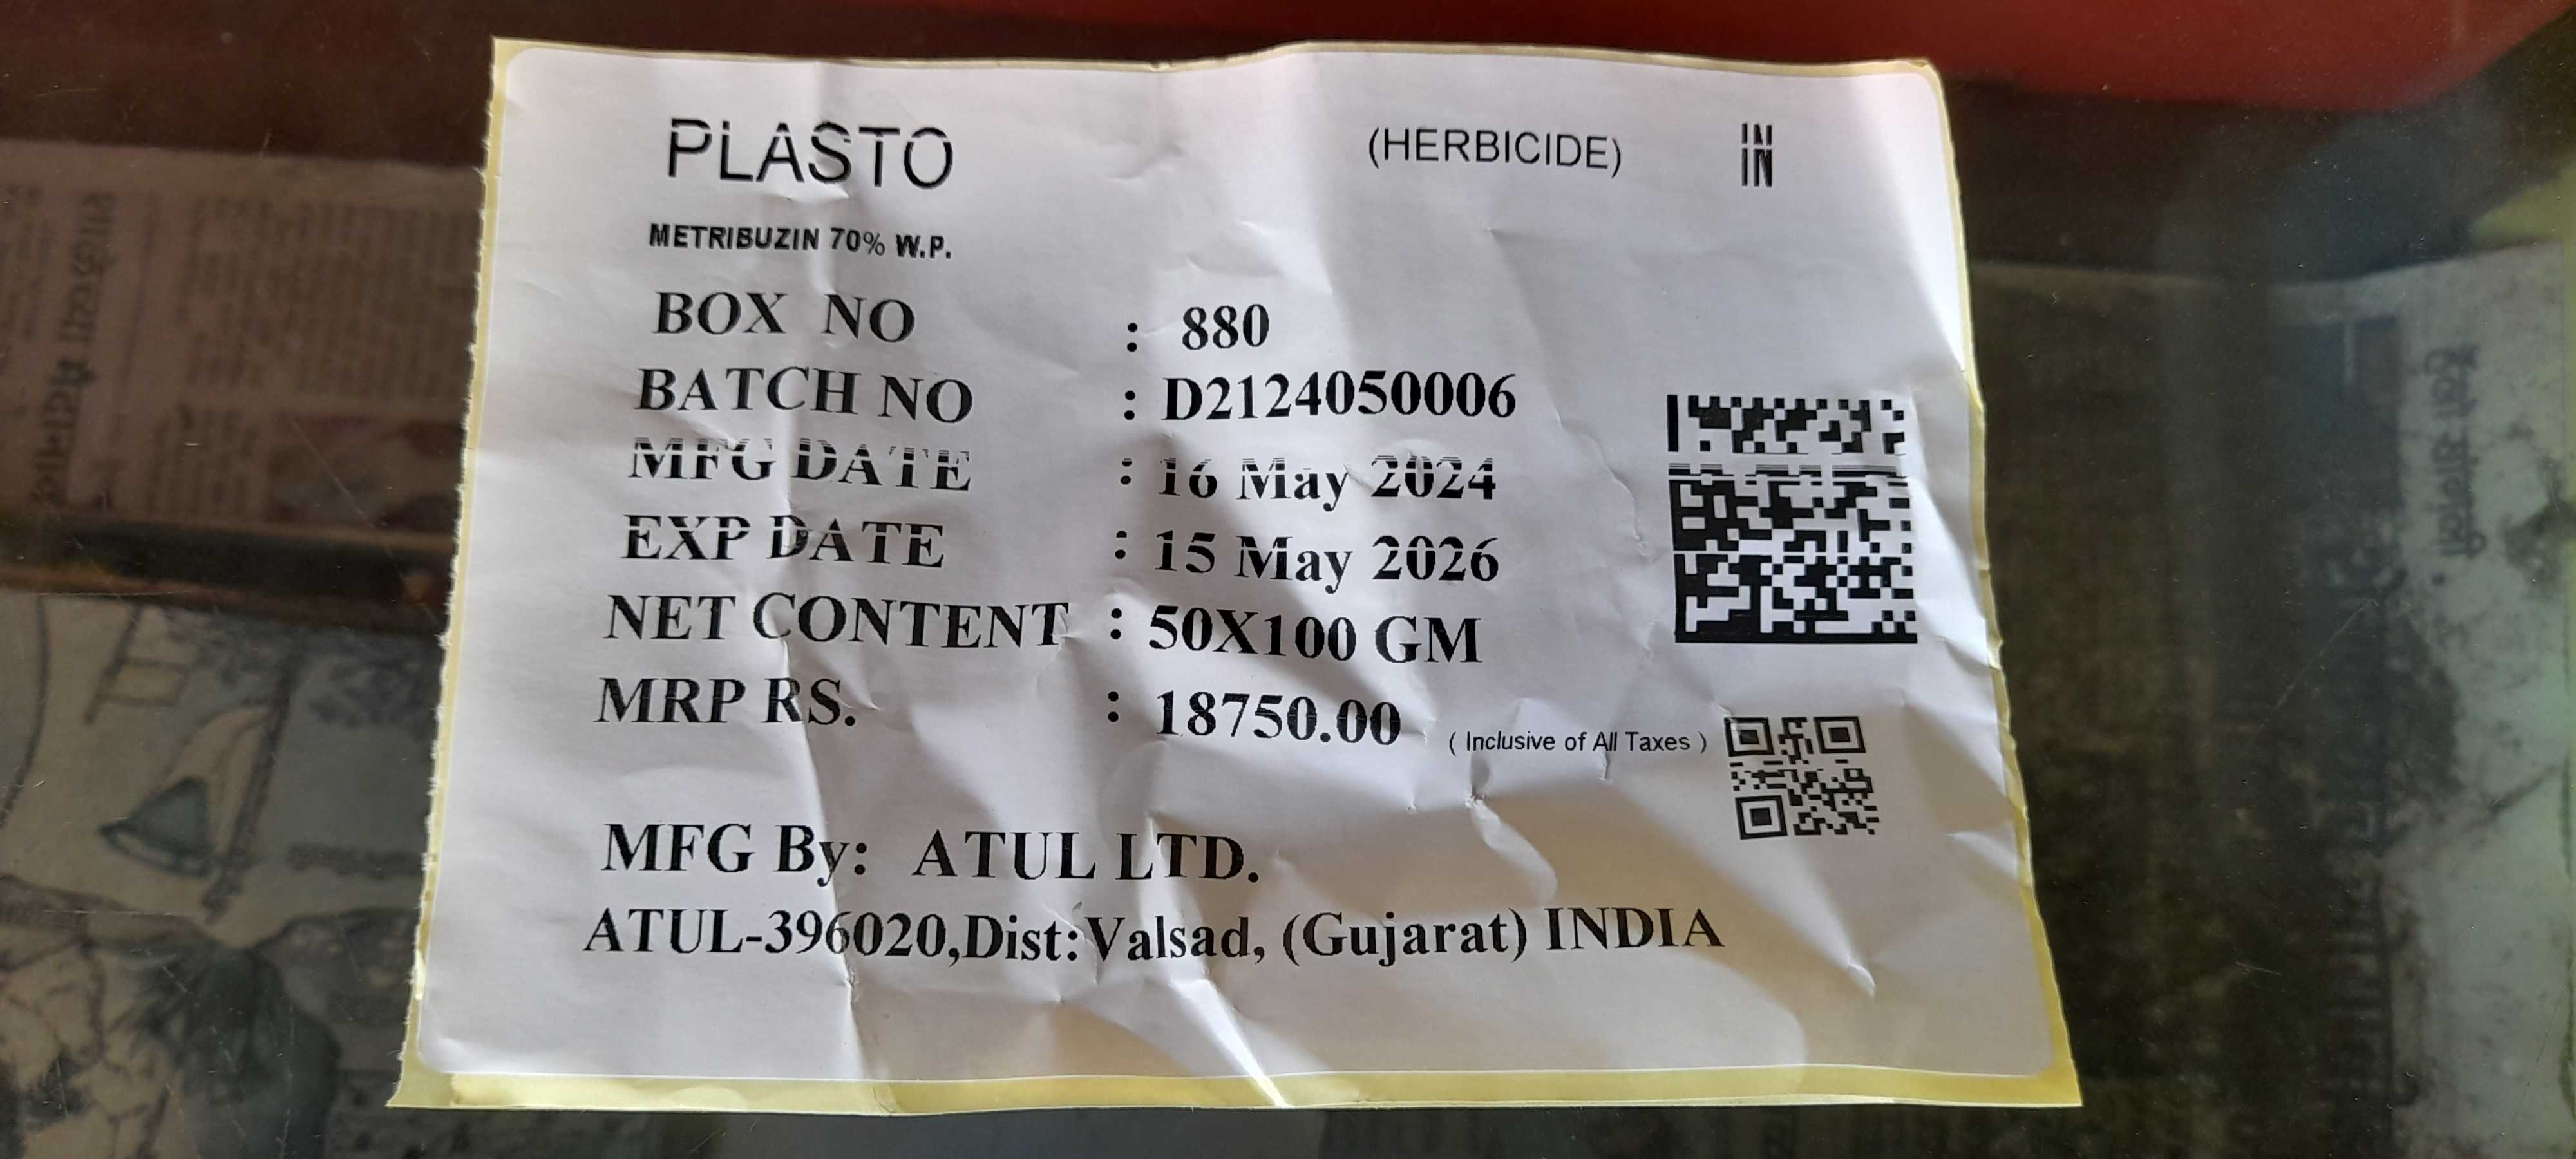 PLASTO (HERBICIDE) IN
METRIBUZIN 70% W.P.
BOX NO : 880
BATCH NO : D2124050006
MFG DATE : 16 May 2024
EXP DATE : 15 May 2026
NET CONTENT : 50X100 GM
MRP RS. : 18750.00 ( Inclusive of All Taxes )
MFG By: ATUL LTD.
ATUL-396020,Dist:Valsad, (Gujarat) INDIA